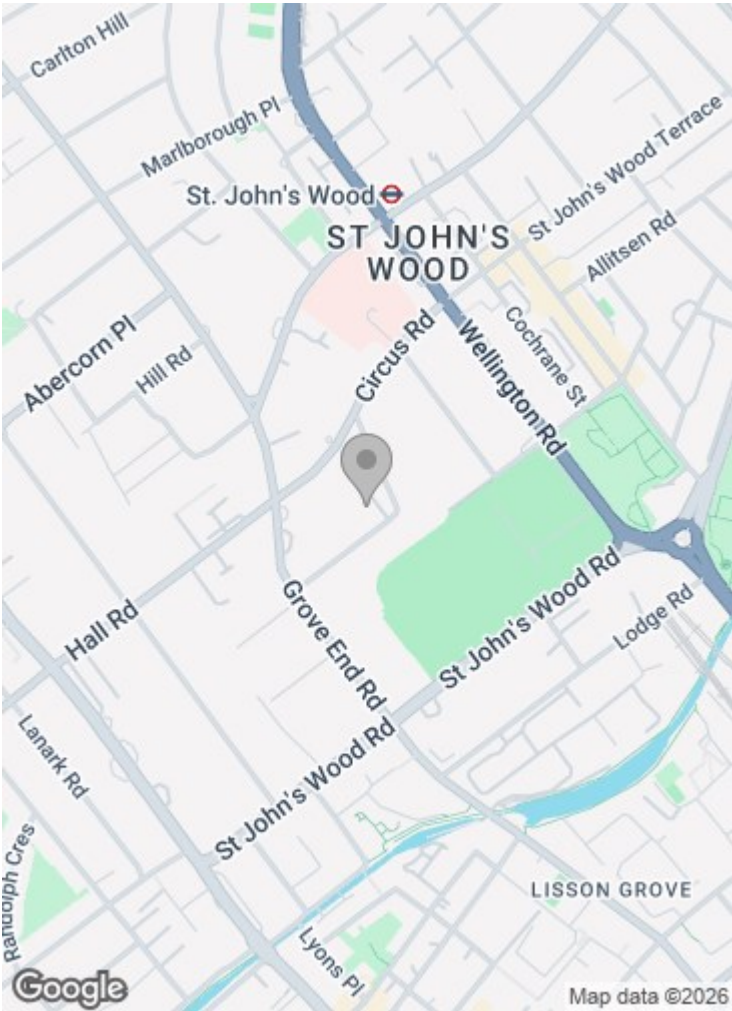 Carlton Hill
Marlborough Pl
St. John's Wood
St John's Wood Terrace
ST JOHN'S
WOOD
Allitsen Rd
Abercorn Pl
Hill Rd
Circus Rd
Cochrane St
Wellington Rd
Hall Rd
Grove End Rd
St John's Wood Rd
Lodge Rd
Lanark Rd
St John's Wood Rd
Randolph Cres
LISSON GROVE
Lyons Pl
Google
Map data ©2026